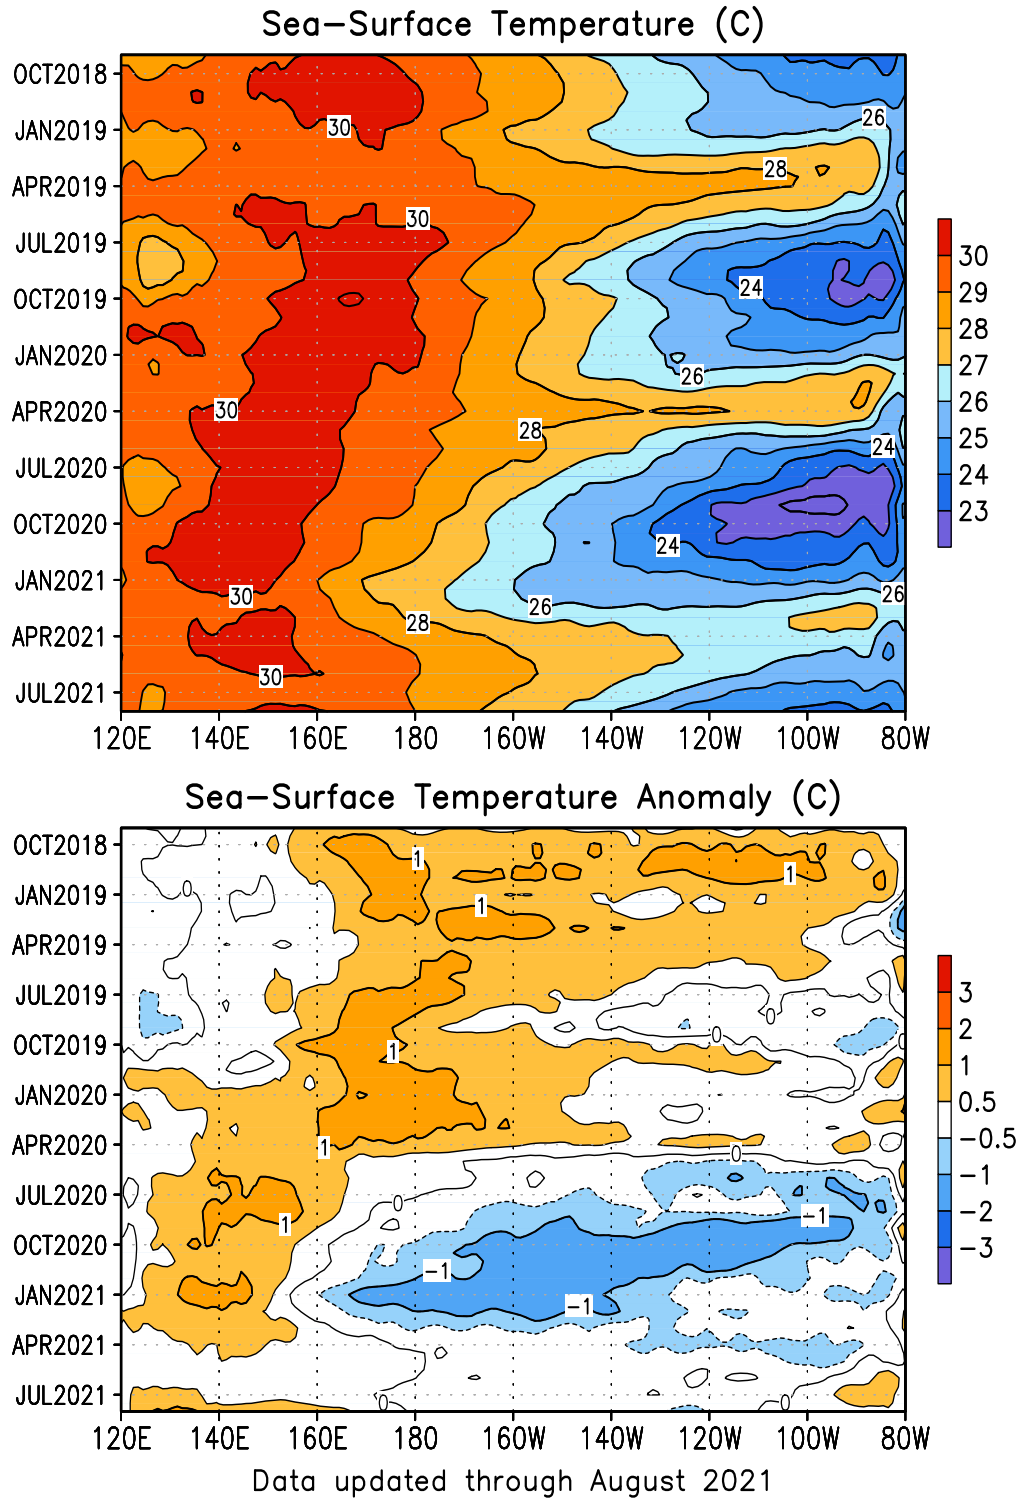 Sea-Surface Temperature (C)
OCT2018
JAN2019
APR2019
JUL2019
OCT2019
JAN2020
APR2020
JUL2020
OCT2020
JAN2021
APR2021
JUL2021
30
26
28
30
24
26
30
28
24
24
30
26
26
28
30
120E 140E 160E 180 160W 140W 120W 100W 80W
30
29
28
27
26
25
24
23
Sea-Surface Temperature Anomaly (C)
OCT2018
JAN2019
APR2019
JUL2019
OCT2019
JAN2020
APR2020
JUL2020
OCT2020
JAN2021
APR2021
JUL2021
1
1
0
1
0
0
0
1
1
0
0
1
-1
-1
-1
0
0
120E 140E 160E 180 160W 140W 120W 100W 80W
3
2
1
0.5
-0.5
-1
-2
-3
Data updated through August 2021